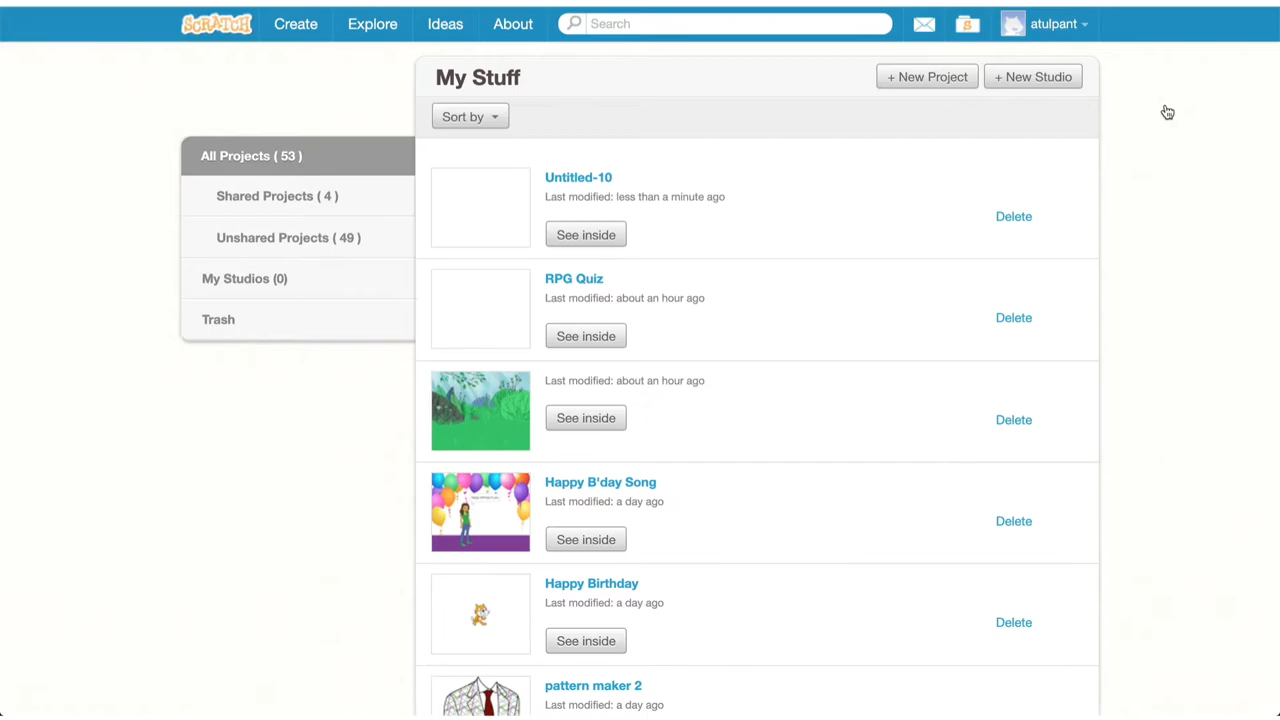 SCRATCH Create Explore Ideas About Search atulpant
My Stuff + New Project + New Studio
Sort by
All Projects ( 53 )
Shared Projects ( 4 )
Unshared Projects ( 49 )
My Studios (0)
Trash
Untitled-10
Last modified: less than a minute ago
See inside
Delete
RPG Quiz
Last modified: about an hour ago
See inside
Delete
Last modified: about an hour ago
See inside
Delete
Happy B'day Song
Last modified: a day ago
See inside
Delete
Happy Birthday
Last modified: a day ago
See inside
Delete
pattern maker 2
Last modified: a day ago